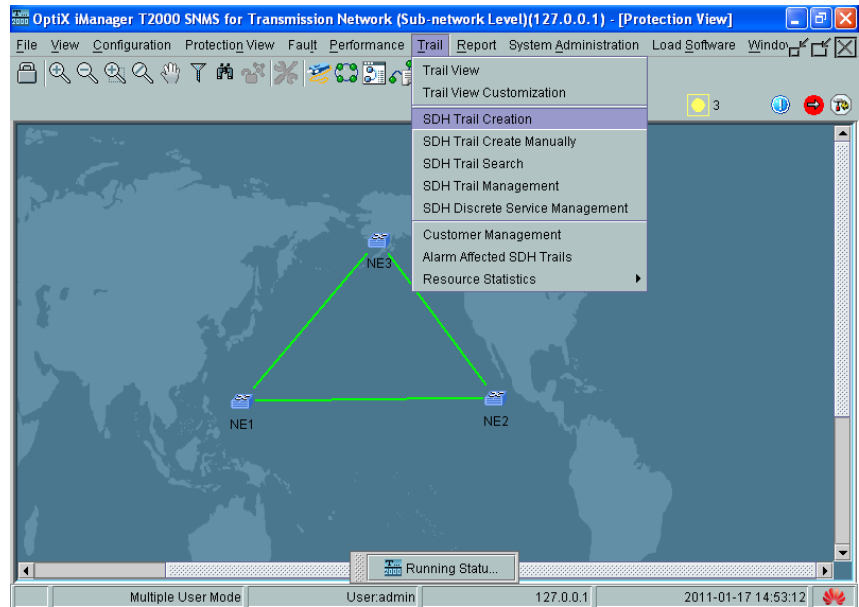 OptiX iManager T2000 SNMS for Transmission Network (Sub-network Level)(127.0.0.1) - [Protection View]
File View Configuration Protection View Fault Performance Trail Report System Administration Load Software Window
Trail View
Trail View Customization
3
SDH Trail Creation
SDH Trail Create Manually
SDH Trail Search
SDH Trail Management
SDH Discrete Service Management
Customer Management
Alarm Affected SDH Trails
Resource Statistics
NE3
NE1
NE2
Running Statu...
Multiple User Mode User:admin 127.0.0.1 2011-01-17 14:53:12